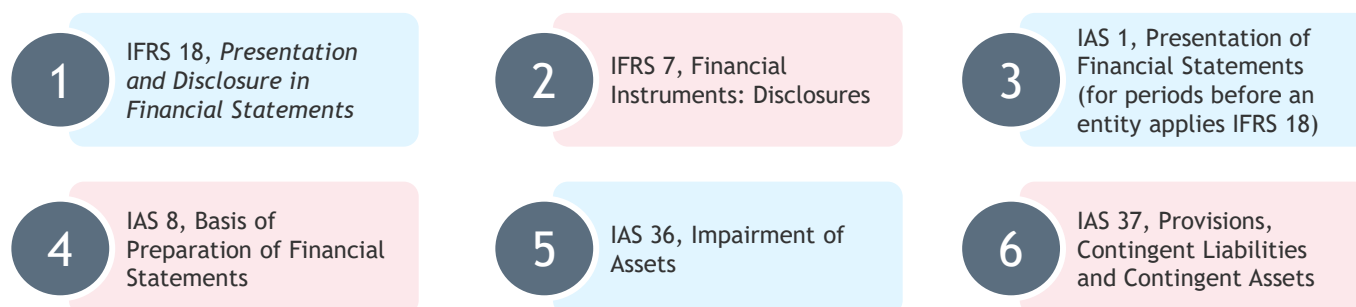 1
IFRS 18, Presentation
and Disclosure in
Financial Statements
2
IFRS 7, Financial
Instruments: Disclosures
3
IAS 1, Presentation of
Financial Statements
(for periods before an
entity applies IFRS 18)
4
IAS 8, Basis of
Preparation of Financial
Statements
5
IAS 36, Impairment of
Assets
6
IAS 37, Provisions,
Contingent Liabilities
and Contingent Assets